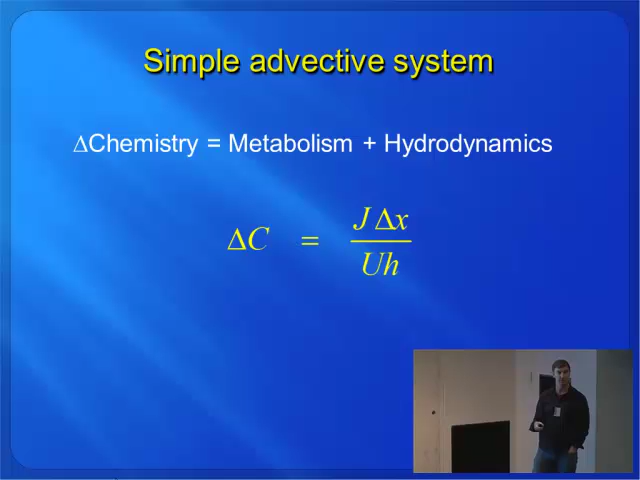 Simple advective system
∆Chemistry = Metabolism + Hydrodynamics
∆C = J∆x / Uh